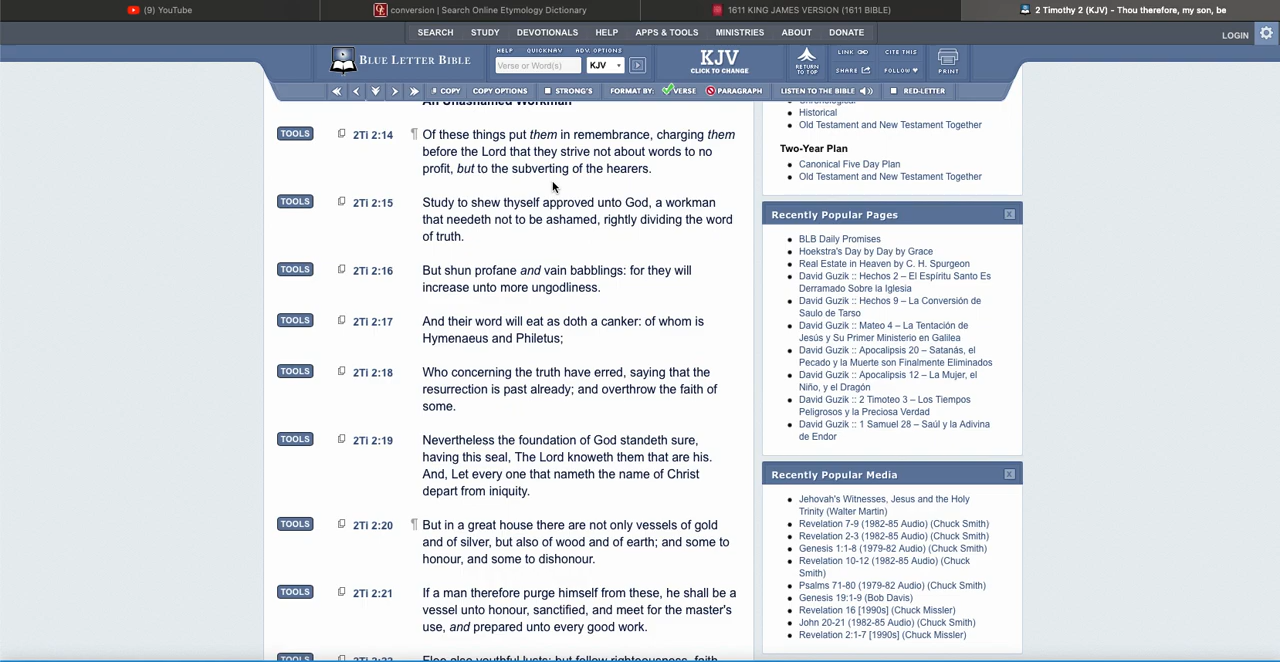 (9) YouTube
conversion | Search Online Etymology Dictionary
1611 KING JAMES VERSION (1611 BIBLE)
2 Timothy 2 (KJV) - Thou therefore, my son, be
SEARCH STUDY DEVOTIONALS HELP APPS & TOOLS MINISTRIES ABOUT DONATE
LOGIN
BLUE LETTER BIBLE
HELP QUICKNAV ADV. OPTIONS
Verse or Word(s)
KJV
KJV
CLICK TO CHANGE
RETURN
TO TOP
LINK
CITE THIS
SHARE
FOLLOW
PRINT
COPY COPY OPTIONS STRONG'S FORMAT BY: VERSE PARAGRAPH LISTEN TO THE BIBLE RED-LETTER
An Unashamed Workman
TOOLS 2Ti 2:14 ¶ Of these things put them in remembrance, charging them
before the Lord that they strive not about words to no
profit, but to the subverting of the hearers.
TOOLS 2Ti 2:15 Study to shew thyself approved unto God, a workman
that needeth not to be ashamed, rightly dividing the word
of truth.
TOOLS 2Ti 2:16 But shun profane and vain babblings: for they will
increase unto more ungodliness.
TOOLS 2Ti 2:17 And their word will eat as doth a canker: of whom is
Hymenaeus and Philetus;
TOOLS 2Ti 2:18 Who concerning the truth have erred, saying that the
resurrection is past already; and overthrow the faith of
some.
TOOLS 2Ti 2:19 Nevertheless the foundation of God standeth sure,
having this seal, The Lord knoweth them that are his.
And, Let every one that nameth the name of Christ
depart from iniquity.
TOOLS 2Ti 2:20 ¶ But in a great house there are not only vessels of gold
and of silver, but also of wood and of earth; and some to
honour, and some to dishonour.
TOOLS 2Ti 2:21 If a man therefore purge himself from these, he shall be a
vessel unto honour, sanctified, and meet for the master's
use, and prepared unto every good work.
TOOLS 2Ti 2:22 Flee also youthful lusts: but follow righteousness, faith,
Chronological
Historical
Old Testament and New Testament Together
Two-Year Plan
Canonical Five Day Plan
Old Testament and New Testament Together
Recently Popular Pages
BLB Daily Promises
Hoekstra's Day by Day by Grace
Real Estate in Heaven by C. H. Spurgeon
David Guzik :: Hechos 2 – El Espíritu Santo Es
Derramado Sobre la Iglesia
David Guzik :: Hechos 9 – La Conversión de
Saulo de Tarso
David Guzik :: Mateo 4 – La Tentación de
Jesús y Su Primer Ministerio en Galilea
David Guzik :: Apocalipsis 20 – Satanás, el
Pecado y la Muerte son Finalmente Eliminados
David Guzik :: Apocalipsis 12 – La Mujer, el
Niño, y el Dragón
David Guzik :: 2 Timoteo 3 – Los Tiempos
Peligrosos y la Preciosa Verdad
David Guzik :: 1 Samuel 28 – Saúl y la Adivina
de Endor
Recently Popular Media
Jehovah's Witnesses, Jesus and the Holy
Trinity (Walter Martin)
Revelation 7-9 (1982-85 Audio) (Chuck Smith)
Revelation 2-3 (1982-85 Audio) (Chuck Smith)
Genesis 1:1-8 (1979-82 Audio) (Chuck Smith)
Revelation 10-12 (1982-85 Audio) (Chuck
Smith)
Psalms 71-80 (1979-82 Audio) (Chuck Smith)
Genesis 19:1-9 (Bob Davis)
Revelation 16 [1990s] (Chuck Missler)
John 20-21 (1982-85 Audio) (Chuck Smith)
Revelation 2:1-7 [1990s] (Chuck Missler)